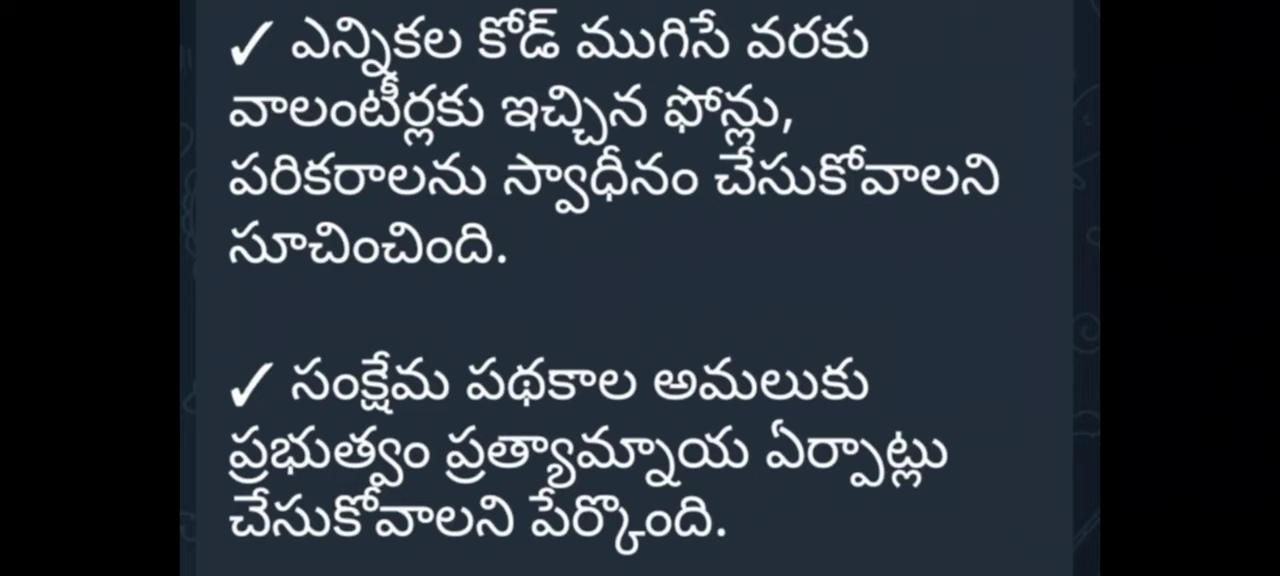 ✓ ఎన్నికల కోడ్ ముగిసే వరకు
వాలంటీర్లకు ఇచ్చిన ఫోన్లు,
పరికరాలను స్వాధీనం చేసుకోవాలని
సూచించింది.
✓ సంక్షేమ పథకాల అమలుకు
ప్రభుత్వం ప్రత్యామ్నాయ ఏర్పాట్లు
చేసుకోవాలని పేర్కొంది.